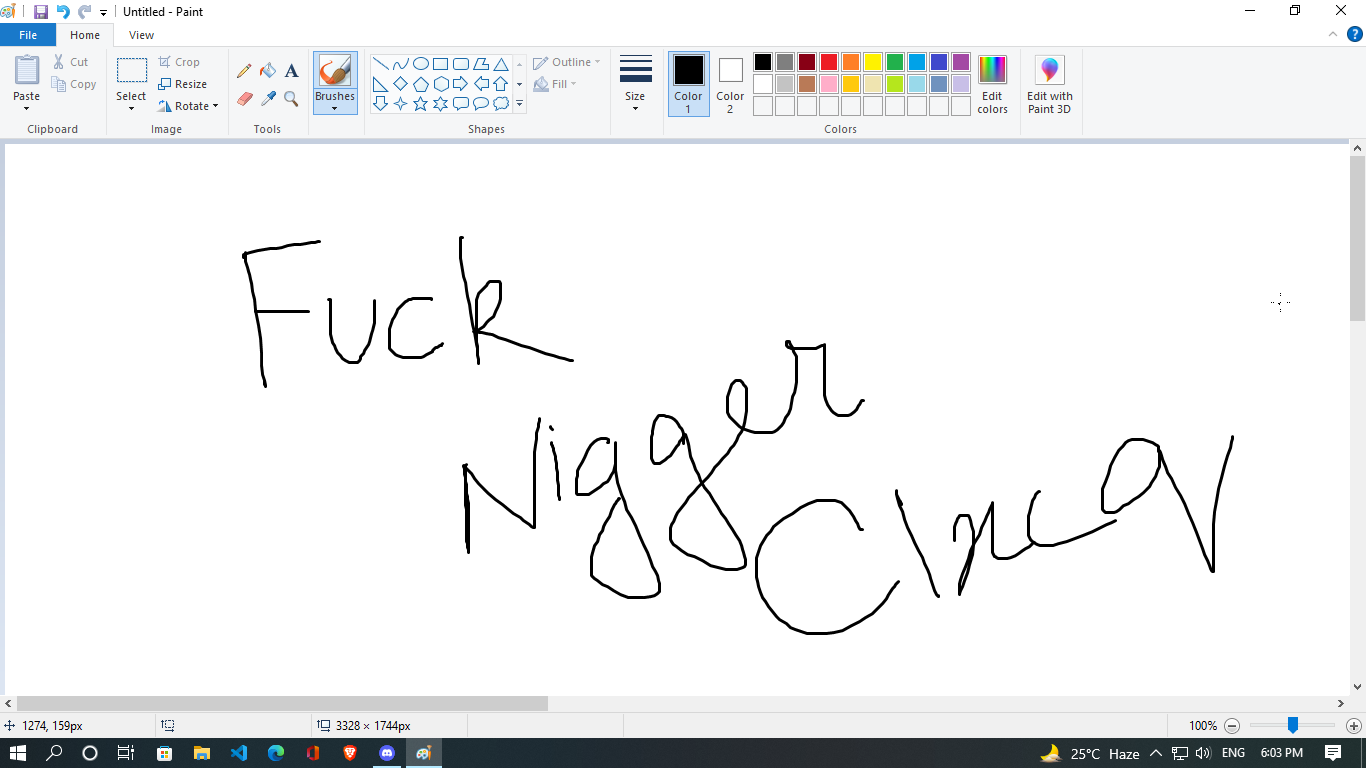 Untitled - Paint
File Home View
Paste Cut Copy Select Crop Resize Rotate Brushes Outline Fill Size Color 1 Color 2 Edit colors Edit with Paint 3D
Clipboard Image Tools Shapes Colors
Fuck
Nigger
1274, 159px 3328 × 1744px 100%
25°C Haze ENG 6:03 PM